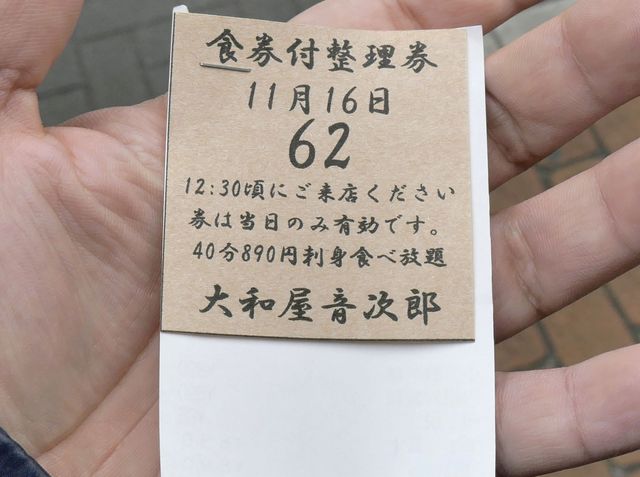 食券付整理券
11月16日
62
12:30頃にご来店ください
券は当日のみ有効です。
40分890円刺身食べ放題
大和屋音次郎